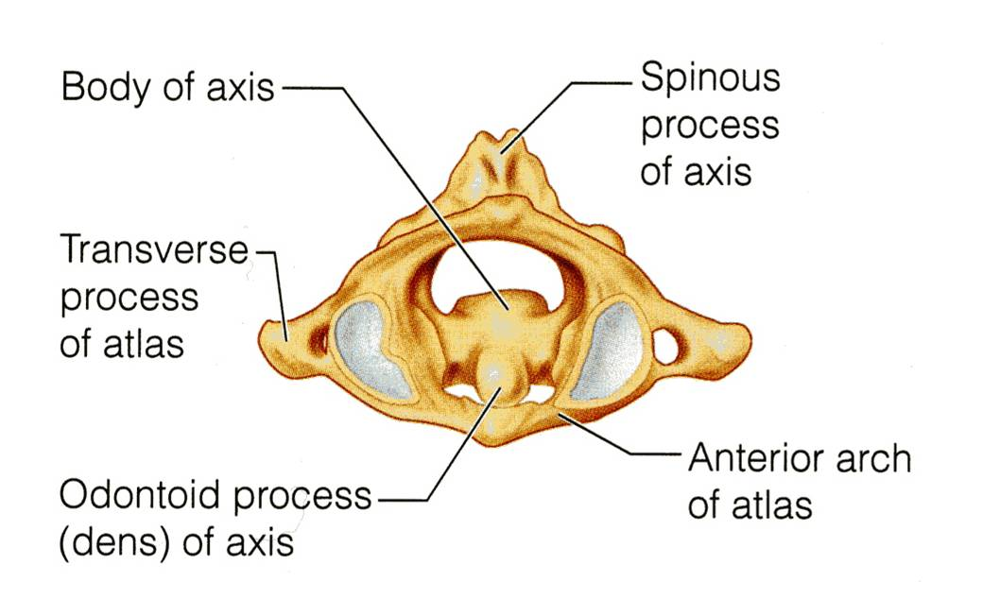 Body of axis
Spinous
process
of axis
Transverse
process
of atlas
Anterior arch
of atlas
Odontoid process
(dens) of axis